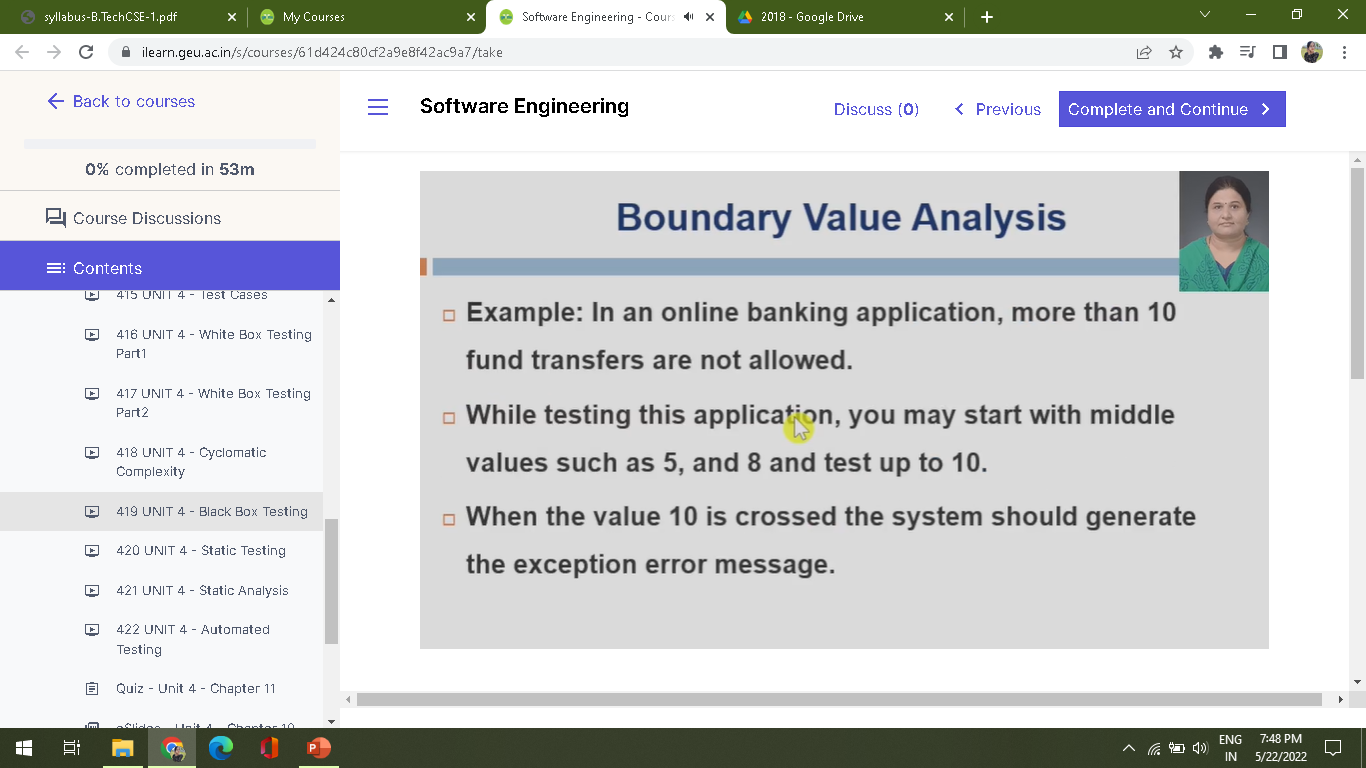 syllabus-B.TechCSE-1.pdf
My Courses
Software Engineering - Cours
2018 - Google Drive
ilearn.geu.ac.in/s/courses/61d424c80cf2a9e8f42ac9a7/take
Back to courses
0% completed in 53m
Course Discussions
Contents
415 UNIT 4 - Test Cases
416 UNIT 4 - White Box Testing
Part1
417 UNIT 4 - White Box Testing
Part2
418 UNIT 4 - Cyclomatic
Complexity
419 UNIT 4 - Black Box Testing
420 UNIT 4 - Static Testing
421 UNIT 4 - Static Analysis
422 UNIT 4 - Automated
Testing
Quiz - Unit 4 - Chapter 11
eSlides - Unit 4 - Chapter 10
Software Engineering
Discuss (0)
Previous
Complete and Continue
Boundary Value Analysis
Example: In an online banking application, more than 10
fund transfers are not allowed.
While testing this application, you may start with middle
values such as 5, and 8 and test up to 10.
When the value 10 is crossed the system should generate
the exception error message.
ENG
IN
7:48 PM
5/22/2022